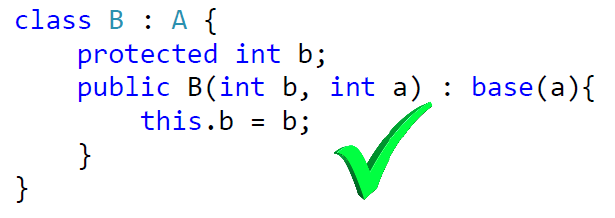 class B : A {
protected int b;
public B(int b, int a) : base(a){
this.b = b;
}
}